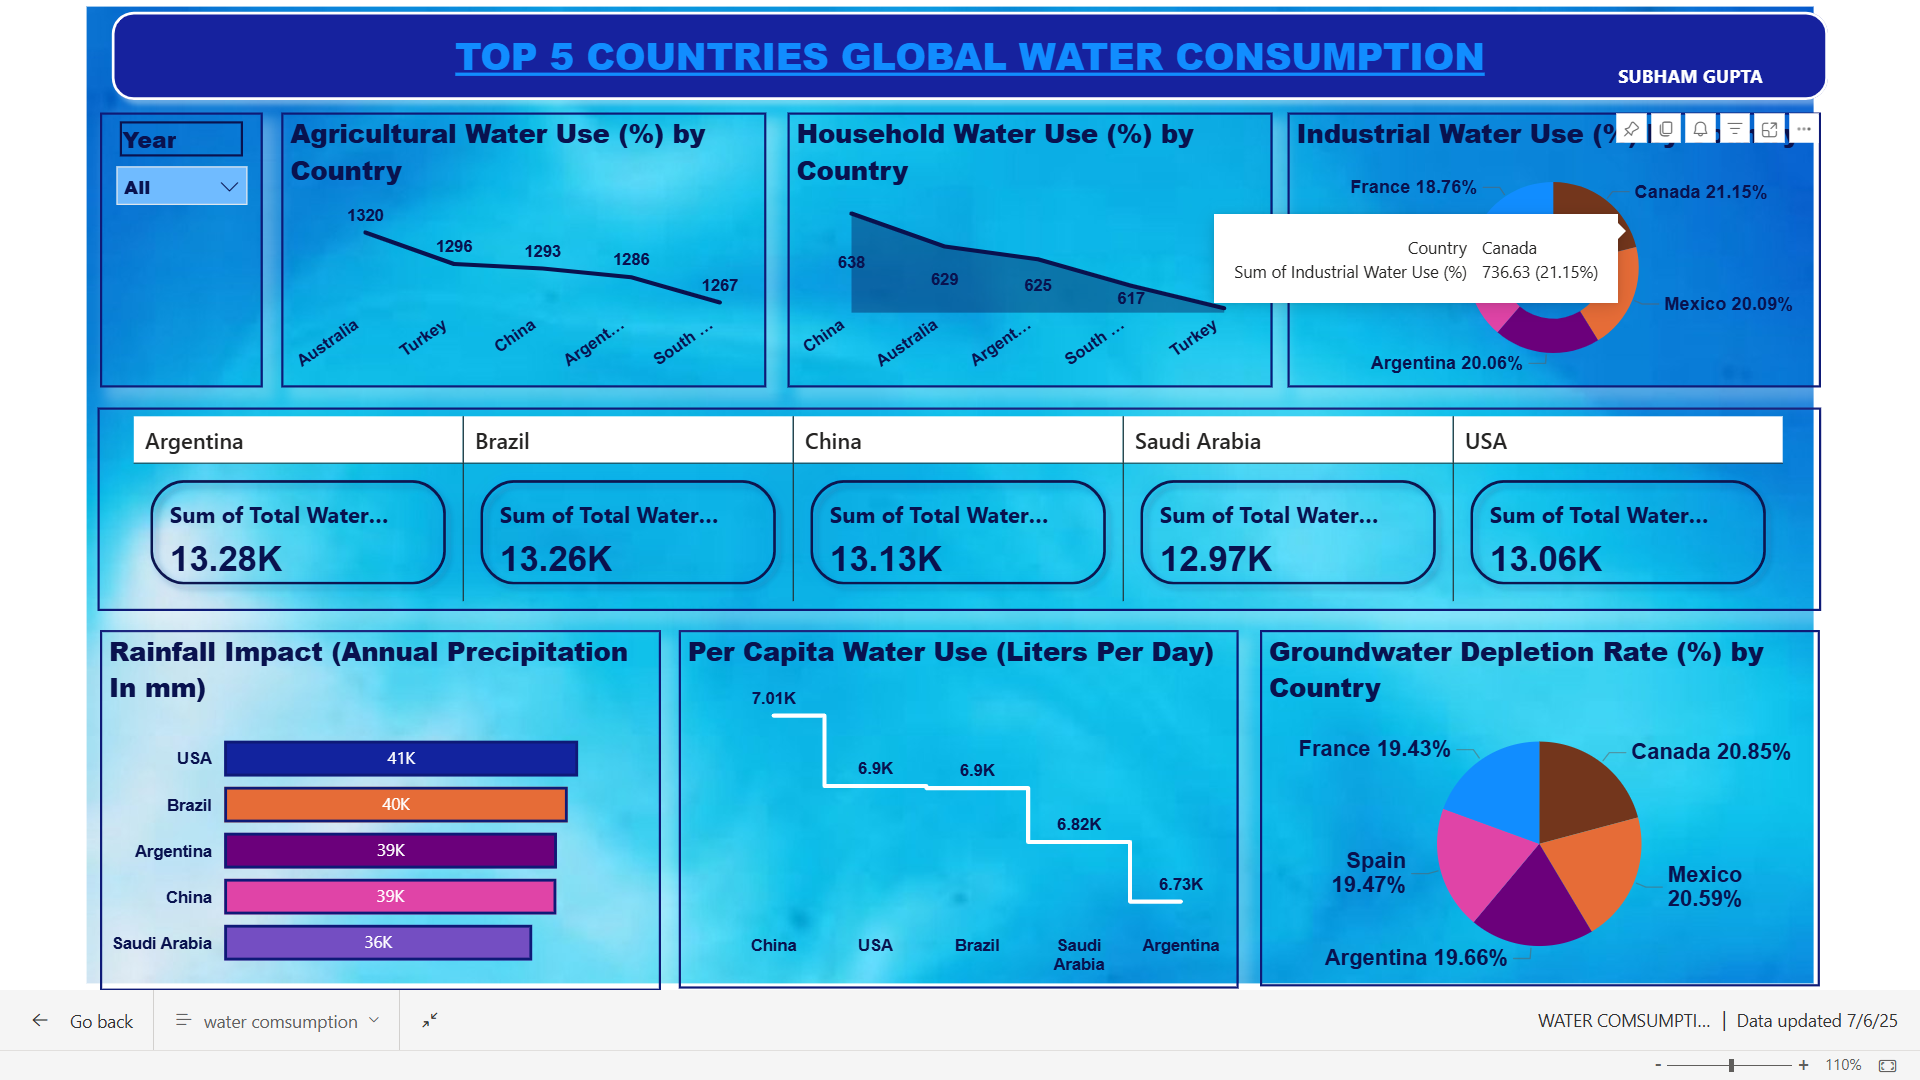 TOP 5 COUNTRIES GLOBAL WATER CONSUMPTION
SUBHAM GUPTA
Year
All
Agricultural Water Use (%) by
Country
1320
1296
1293
1286
1267
Australia
Turkey
China
Argent...
South ...
Household Water Use (%) by
Country
638
629
625
617
China
Australia
Argent...
South ...
Turkey
Industrial Water Use (%)
France 18.76%
Canada 21.15%
Mexico 20.09%
Argentina 20.06%
Country Canada
Sum of Industrial Water Use (%) 736.63 (21.15%)
Argentina
Brazil
China
Saudi Arabia
USA
Sum of Total Water...
13.28K
Sum of Total Water...
13.26K
Sum of Total Water...
13.13K
Sum of Total Water...
12.97K
Sum of Total Water...
13.06K
Rainfall Impact (Annual Precipitation
In mm)
USA 41K
Brazil 40K
Argentina 39K
China 39K
Saudi Arabia 36K
Per Capita Water Use (Liters Per Day)
7.01K
6.9K
6.9K
6.82K
6.73K
China
USA
Brazil
Saudi
Arabia
Argentina
Groundwater Depletion Rate (%) by
Country
France 19.43%
Canada 20.85%
Spain
19.47%
Mexico
20.59%
Argentina 19.66%
Go back
water comsumption
WATER COMSUMPTI... | Data updated 7/6/25
- + 110%